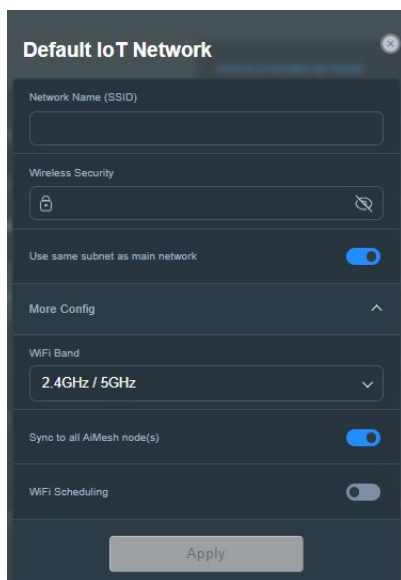 Default IoT Network
Network Name (SSID)
Wireless Security
Use same subnet as main network
More Config
WiFi Band
2.4GHz / 5GHz
Sync to all AiMesh node(s)
WiFi Scheduling
Apply